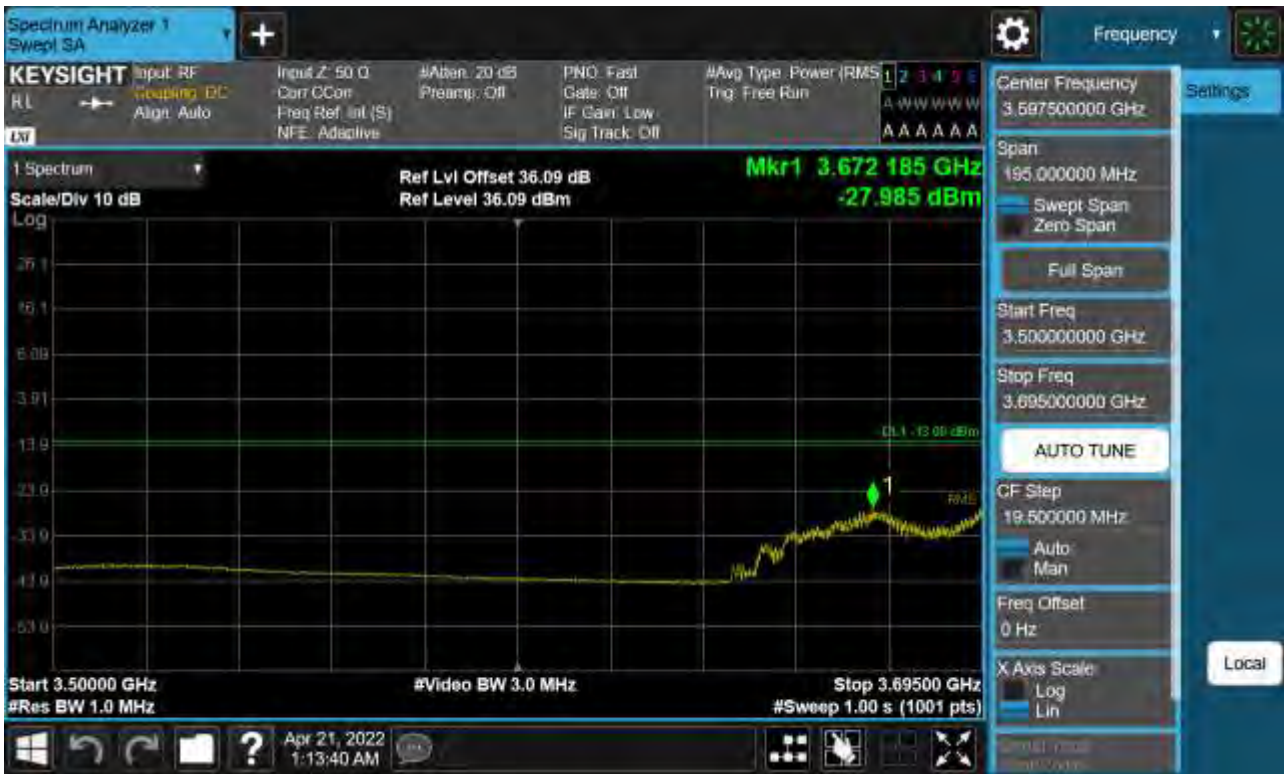 Spectrum Analyzer 1
Swept SA
Frequency
KEYSIGHT
RL
LXI
Input: RF
Coupling: DC
Align: Auto
Input Z: 50 Ω
Corr CCorr
Freq Ref: Int (S)
NFE: Adaptive
#Atten: 20 dB
Preamp: Off
PNO: Fast
Gate: Off
IF Gain: Low
Sig Track: Off
#Avg Type: Power (RMS
Trig: Free Run
1 2 3 4 5 6
A W W W W W
A A A A A A
1 Spectrum
Scale/Div 10 dB
Log
Ref Lvl Offset 36.09 dB
Ref Level 36.09 dBm
Mkr1 3.672 185 GHz
-27.985 dBm
26.1
16.1
6.09
-3.91
-13.9
-23.9
-33.9
-43.9
-53.9
DL1 -13.00 dBm
1
RMS
Start 3.50000 GHz
#Res BW 1.0 MHz
#Video BW 3.0 MHz
Stop 3.69500 GHz
#Sweep 1.00 s (1001 pts)
Center Frequency
3.597500000 GHz
Settings
Span
195.000000 MHz
Swept Span
Zero Span
Full Span
Start Freq
3.500000000 GHz
Stop Freq
3.695000000 GHz
AUTO TUNE
CF Step
19.500000 MHz
Auto
Man
Freq Offset
0 Hz
X Axis Scale
Log
Lin
Local
?
Apr 21, 2022
1:13:40 AM